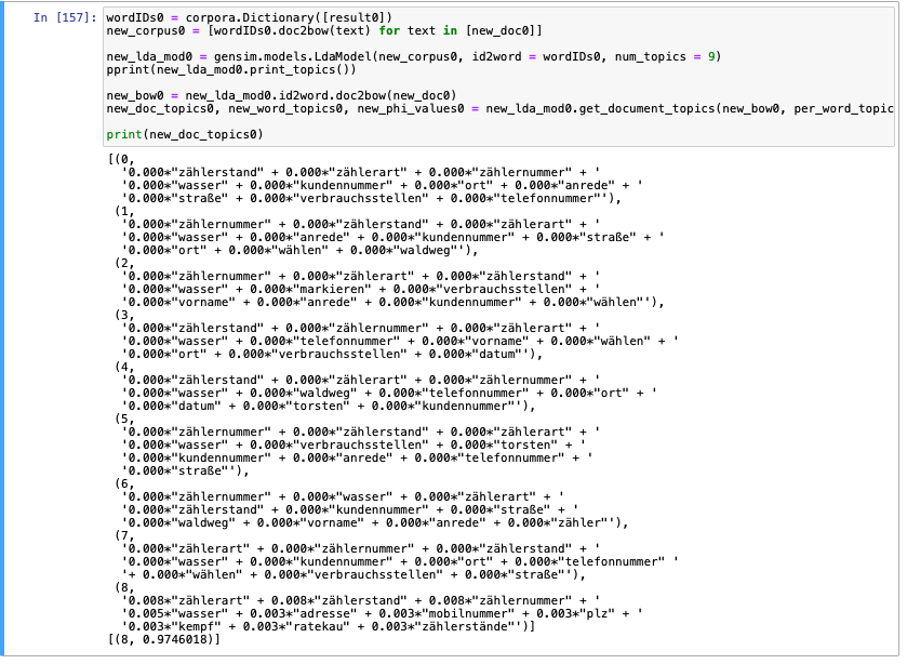 In [157]: wordIDs0 = corpora.Dictionary([result0])
new_corpus0 = [wordIDs0.doc2bow(text) for text in [new_doc0]]
new_lda_mod0 = gensim.models.LdaModel(new_corpus0, id2word = wordIDs0, num_topics = 9)
pprint(new_lda_mod0.print_topics())
new_bow0 = new_lda_mod0.id2word.doc2bow(new_doc0)
new_doc_topics0, new_word_topics0, new_phi_values0 = new_lda_mod0.get_document_topics(new_bow0, per_word_topic
print(new_doc_topics0)
[(0,
'0.000*"zählerstand" + 0.000*"zählerart" + 0.000*"zählernummer" + '
'0.000*"wasser" + 0.000*"kundennummer" + 0.000*"ort" + 0.000*"anrede" + '
'0.000*"straße" + 0.000*"verbrauchsstellen" + 0.000*"telefonnummer"'),
(1,
'0.000*"zählernummer" + 0.000*"zählerstand" + 0.000*"zählerart" + '
'0.000*"wasser" + 0.000*"anrede" + 0.000*"kundennummer" + 0.000*"straße" + '
'0.000*"ort" + 0.000*"wählen" + 0.000*"waldweg"'),
(2,
'0.000*"zählernummer" + 0.000*"zählerart" + 0.000*"zählerstand" + '
'0.000*"wasser" + 0.000*"markieren" + 0.000*"verbrauchsstellen" + '
'0.000*"vorname" + 0.000*"anrede" + 0.000*"kundennummer" + 0.000*"wählen"'),
(3,
'0.000*"zählerstand" + 0.000*"zählernummer" + 0.000*"zählerart" + '
'0.000*"wasser" + 0.000*"telefonnummer" + 0.000*"vorname" + 0.000*"wählen" + '
'0.000*"ort" + 0.000*"verbrauchsstellen" + 0.000*"datum"'),
(4,
'0.000*"zählerstand" + 0.000*"zählerart" + 0.000*"zählernummer" + '
'0.000*"wasser" + 0.000*"waldweg" + 0.000*"telefonnummer" + 0.000*"ort" + '
'0.000*"datum" + 0.000*"torsten" + 0.000*"kundennummer"'),
(5,
'0.000*"zählernummer" + 0.000*"zählerstand" + 0.000*"zählerart" + '
'0.000*"wasser" + 0.000*"verbrauchsstellen" + 0.000*"torsten" + '
'0.000*"kundennummer" + 0.000*"anrede" + 0.000*"telefonnummer" + '
'0.000*"straße"'),
(6,
'0.000*"zählernummer" + 0.000*"wasser" + 0.000*"zählerart" + '
'0.000*"zählerstand" + 0.000*"kundennummer" + 0.000*"straße" + '
'0.000*"waldweg" + 0.000*"vorname" + 0.000*"anrede" + 0.000*"zähler"'),
(7,
'0.000*"zählerart" + 0.000*"zählernummer" + 0.000*"zählerstand" + '
'0.000*"wasser" + 0.000*"kundennummer" + 0.000*"ort" + 0.000*"telefonnummer" '
'+ 0.000*"wählen" + 0.000*"verbrauchsstellen" + 0.000*"straße"'),
(8,
'0.008*"zählerart" + 0.008*"zählerstand" + 0.008*"zählernummer" + '
'0.005*"wasser" + 0.003*"adresse" + 0.003*"mobilnummer" + 0.003*"plz" + '
'0.003*"kempf" + 0.003*"ratekau" + 0.003*"zählerstände"')]
[(8, 0.9746018)]